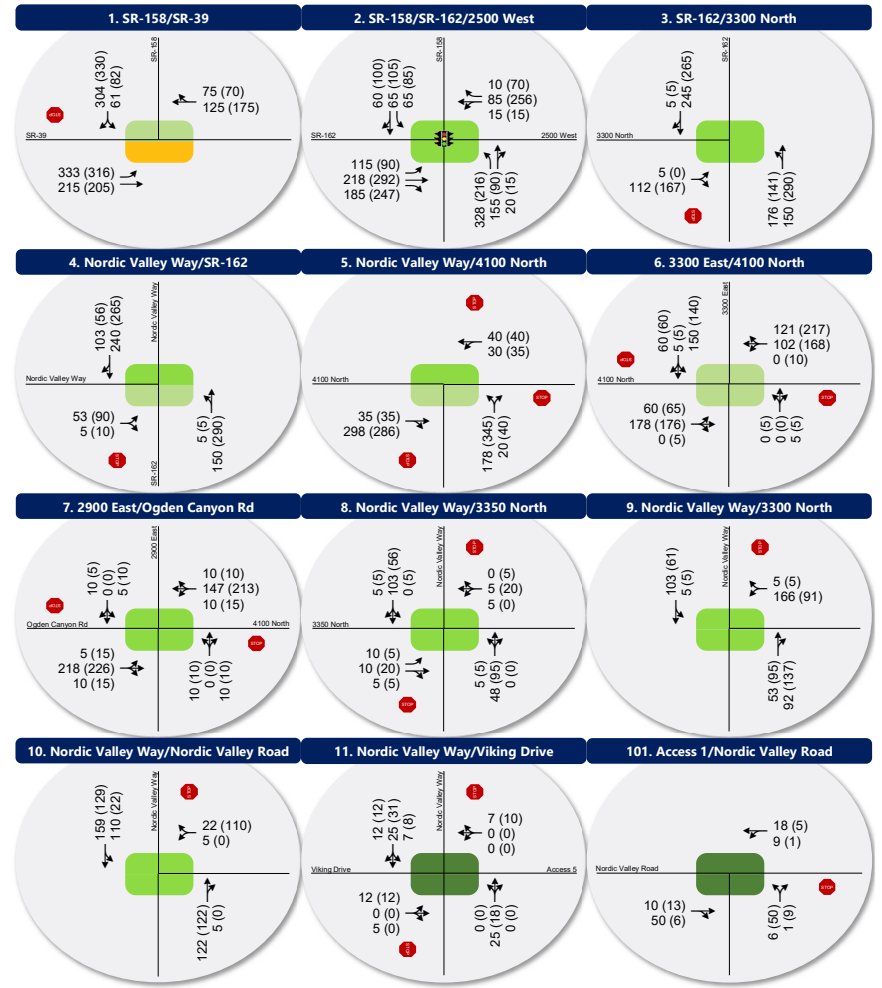 1. SR-158/SR-39
SR-158
304 (330)
61 (82)
75 (70)
125 (175)
STOP
SR-39
333 (316)
215 (205)
2. SR-158/SR-162/2500 West
SR-158
60 (100)
65 (105)
65 (85)
10 (70)
85 (256)
15 (15)
SR-162
2500 West
115 (90)
218 (292)
185 (247)
328 (216)
155 (90)
20 (15)
3. SR-162/3300 North
SR-162
5 (5)
245 (265)
3300 North
5 (0)
112 (167)
STOP
176 (141)
150 (290)
4. Nordic Valley Way/SR-162
Nordic Valley Way
103 (56)
240 (265)
Nordic Valley Way
53 (90)
5 (10)
STOP
SR-162
5 (5)
150 (290)
5. Nordic Valley Way/4100 North
STOP
40 (40)
30 (35)
4100 North
STOP
35 (35)
298 (286)
STOP
178 (345)
20 (40)
6. 3300 East/4100 North
3300 East
60 (60)
5 (5)
150 (140)
121 (217)
102 (168)
0 (10)
STOP
4100 North
STOP
60 (65)
178 (176)
0 (5)
0 (5)
0 (0)
5 (5)
7. 2900 East/Ogden Canyon Rd
2900 East
10 (5)
0 (0)
5 (10)
10 (10)
147 (213)
10 (15)
STOP
Ogden Canyon Rd
4100 North
STOP
5 (15)
218 (226)
10 (15)
10 (10)
0 (0)
10 (10)
8. Nordic Valley Way/3350 North
Nordic Valley Way
STOP
5 (5)
103 (56)
0 (5)
0 (5)
5 (20)
5 (0)
3350 North
10 (5)
10 (20)
5 (5)
STOP
5 (5)
48 (95)
0 (0)
9. Nordic Valley Way/3300 North
Nordic Valley Way
STOP
103 (61)
5 (5)
5 (5)
166 (91)
53 (95)
92 (137)
10. Nordic Valley Way/Nordic Valley Road
Nordic Valley Way
STOP
159 (129)
110 (22)
22 (110)
5 (0)
122 (122)
5 (0)
11. Nordic Valley Way/Viking Drive
Nordic Valley Way
STOP
12 (12)
25 (31)
7 (8)
7 (10)
0 (0)
0 (0)
Viking Drive
Access 5
12 (12)
0 (0)
5 (0)
STOP
0 (0)
25 (18)
0 (0)
101. Access 1/Nordic Valley Road
18 (5)
9 (1)
Nordic Valley Road
STOP
10 (13)
50 (6)
6 (50)
1 (9)